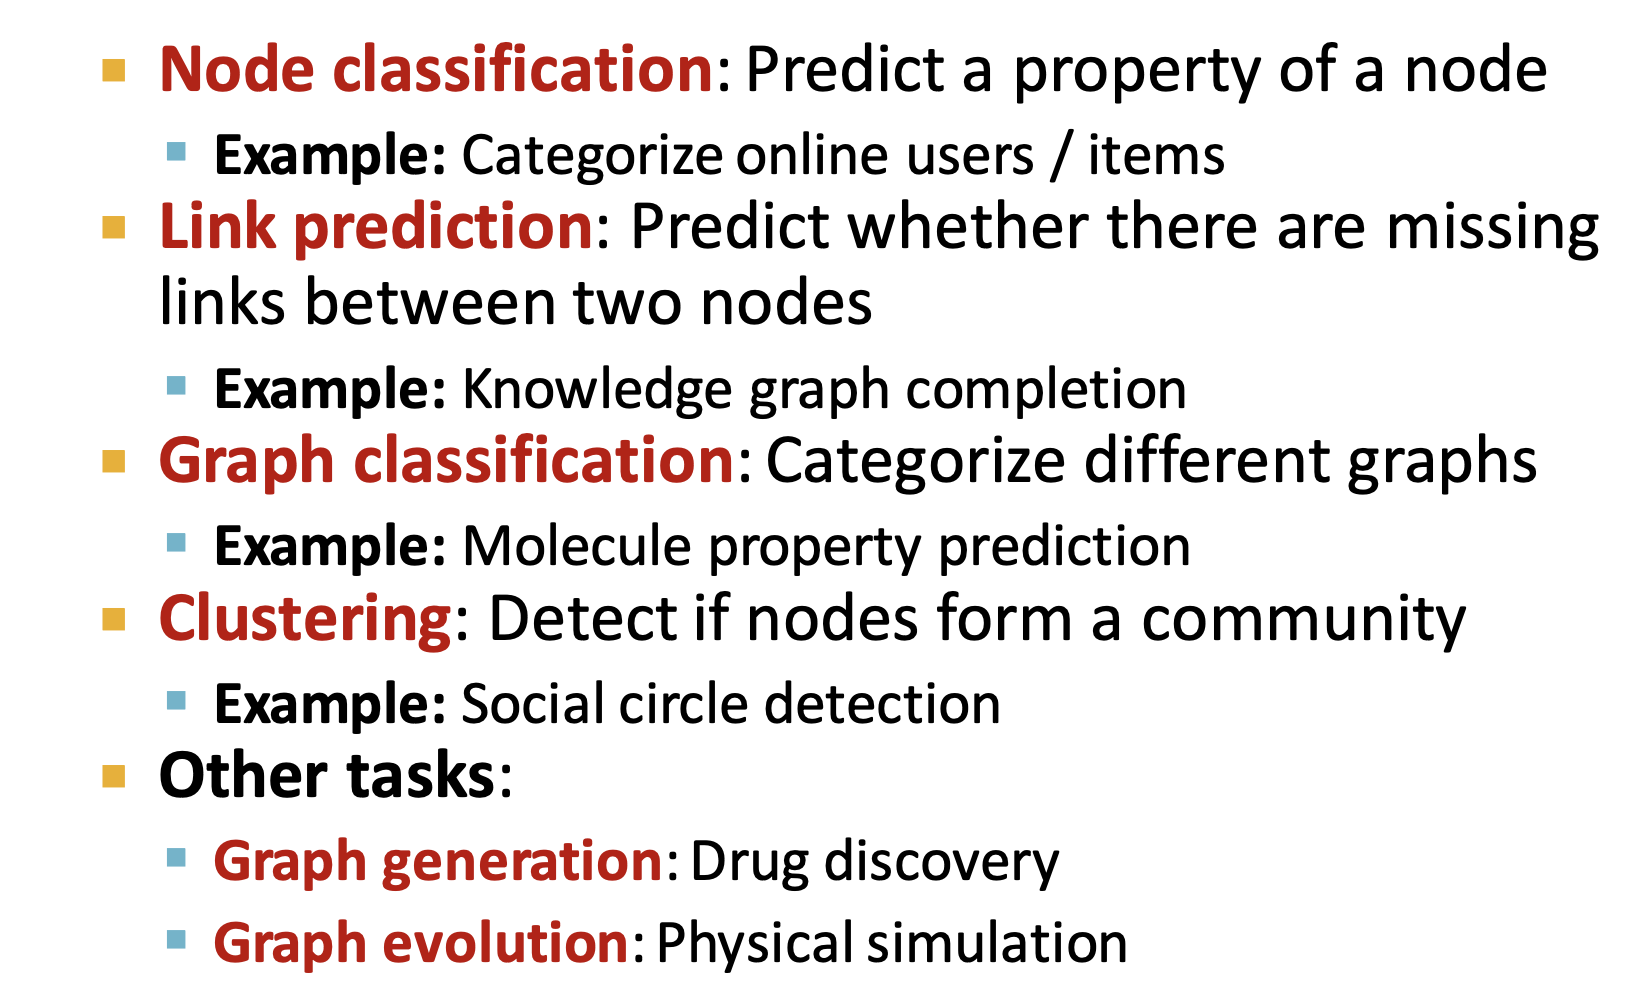 Node classification: Predict a property of a node
Example: Categorize online users / items
Link prediction: Predict whether there are missing
links between two nodes
Example: Knowledge graph completion
Graph classification: Categorize different graphs
Example: Molecule property prediction
Clustering: Detect if nodes form a community
Example: Social circle detection
Other tasks:
Graph generation: Drug discovery
Graph evolution: Physical simulation